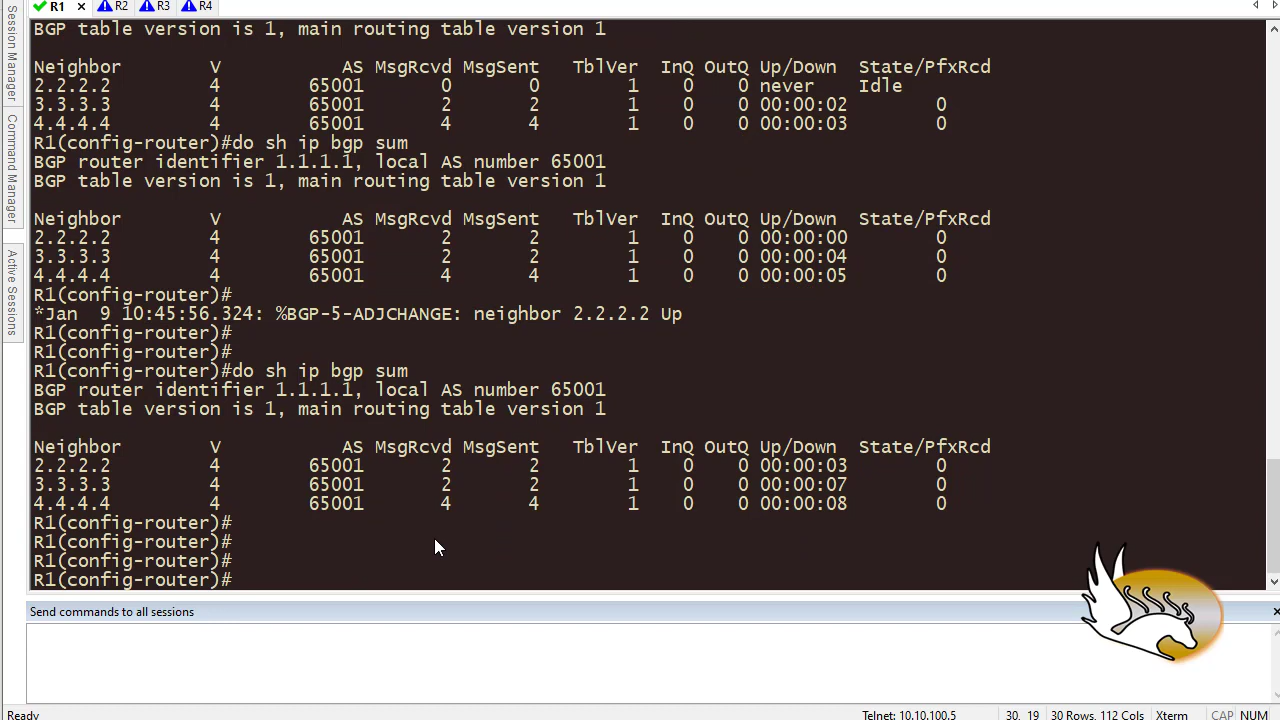 Session Manager
Command Manager
Active Sessions
R1 × R2 R3 R4
BGP table version is 1, main routing table version 1
Neighbor V AS MsgRcvd MsgSent TblVer InQ OutQ Up/Down State/PfxRcd
2.2.2.2 4 65001 0 0 1 0 0 never Idle
3.3.3.3 4 65001 2 2 1 0 0 00:00:02 0
4.4.4.4 4 65001 4 4 1 0 0 00:00:03 0
R1(config-router)#do sh ip bgp sum
BGP router identifier 1.1.1.1, local AS number 65001
BGP table version is 1, main routing table version 1
Neighbor V AS MsgRcvd MsgSent TblVer InQ OutQ Up/Down State/PfxRcd
2.2.2.2 4 65001 2 2 1 0 0 00:00:00 0
3.3.3.3 4 65001 2 2 1 0 0 00:00:04 0
4.4.4.4 4 65001 4 4 1 0 0 00:00:05 0
R1(config-router)#
*Jan  9 10:45:56.324: %BGP-5-ADJCHANGE: neighbor 2.2.2.2 Up
R1(config-router)#
R1(config-router)#
R1(config-router)#do sh ip bgp sum
BGP router identifier 1.1.1.1, local AS number 65001
BGP table version is 1, main routing table version 1
Neighbor V AS MsgRcvd MsgSent TblVer InQ OutQ Up/Down State/PfxRcd
2.2.2.2 4 65001 2 2 1 0 0 00:00:03 0
3.3.3.3 4 65001 2 2 1 0 0 00:00:07 0
4.4.4.4 4 65001 4 4 1 0 0 00:00:08 0
R1(config-router)#
R1(config-router)#
R1(config-router)#
R1(config-router)#
Send commands to all sessions
Ready Telnet: 10.10.100.5 30, 19 30 Rows, 112 Cols Xterm CAP NUM